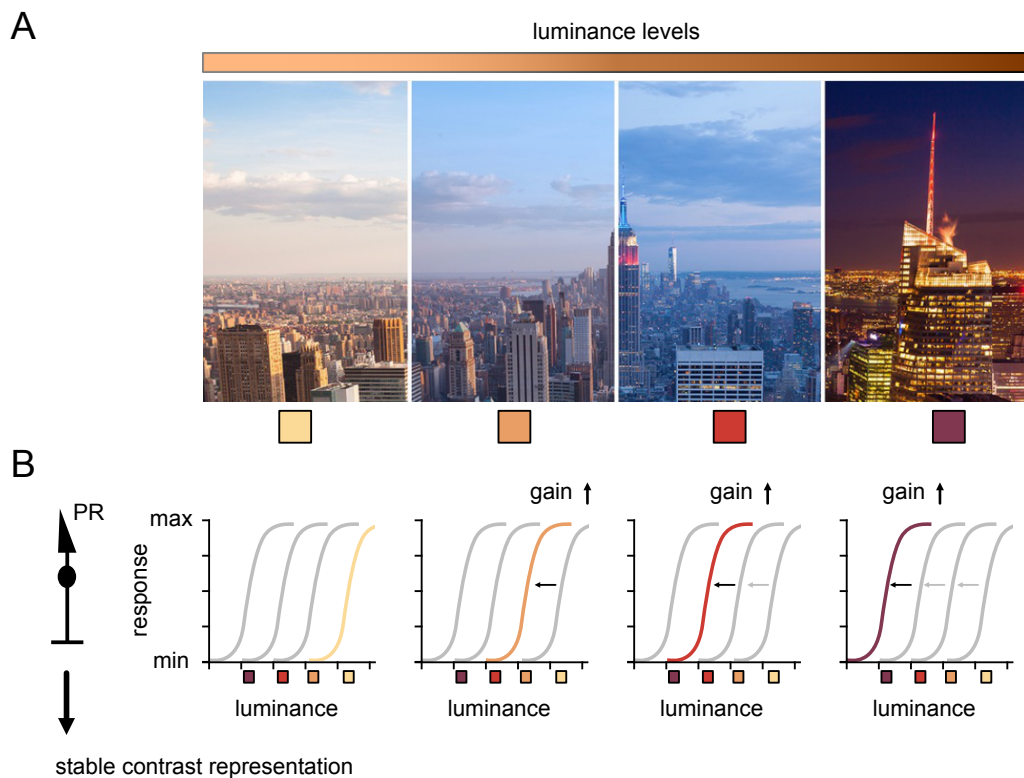 A
luminance levels
B
PR
gain
gain
gain
max
min
response
luminance
luminance
luminance
luminance
stable contrast representation